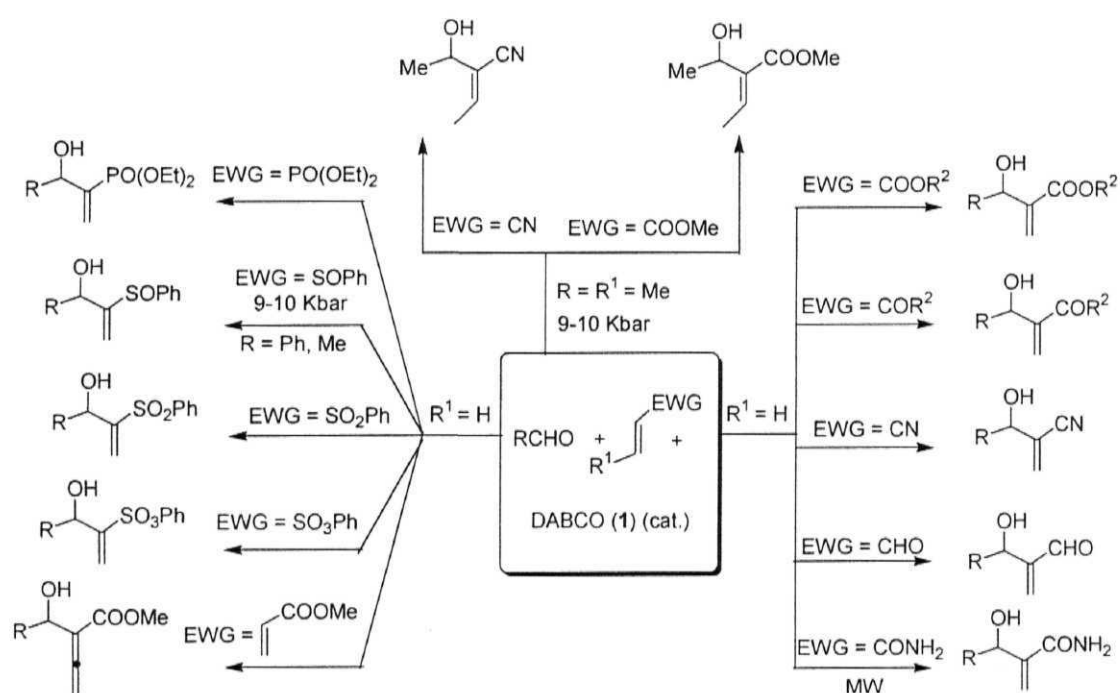 OH
CN
Me
OH
COOMe
Me
OH
PO(OEt)2
R
EWG = PO(OEt)2
EWG = CN
EWG = COOMe
EWG = COOR2
OH
COOR2
R
OH
SOPh
R
EWG = SOPh
9-10 Kbar
R = Ph, Me
R = R1 = Me
9-10 Kbar
EWG = COR2
OH
COR2
R
OH
SO2Ph
R
EWG = SO2Ph
R1 = H
RCHO + EWG +
R1
DABCO (1) (cat.)
R1 = H
EWG = CN
OH
CN
R
OH
SO3Ph
R
EWG = SO3Ph
EWG = CHO
OH
CHO
R
OH
COOMe
R
EWG =
COOMe
EWG = CONH2
MW
OH
CONH2
R